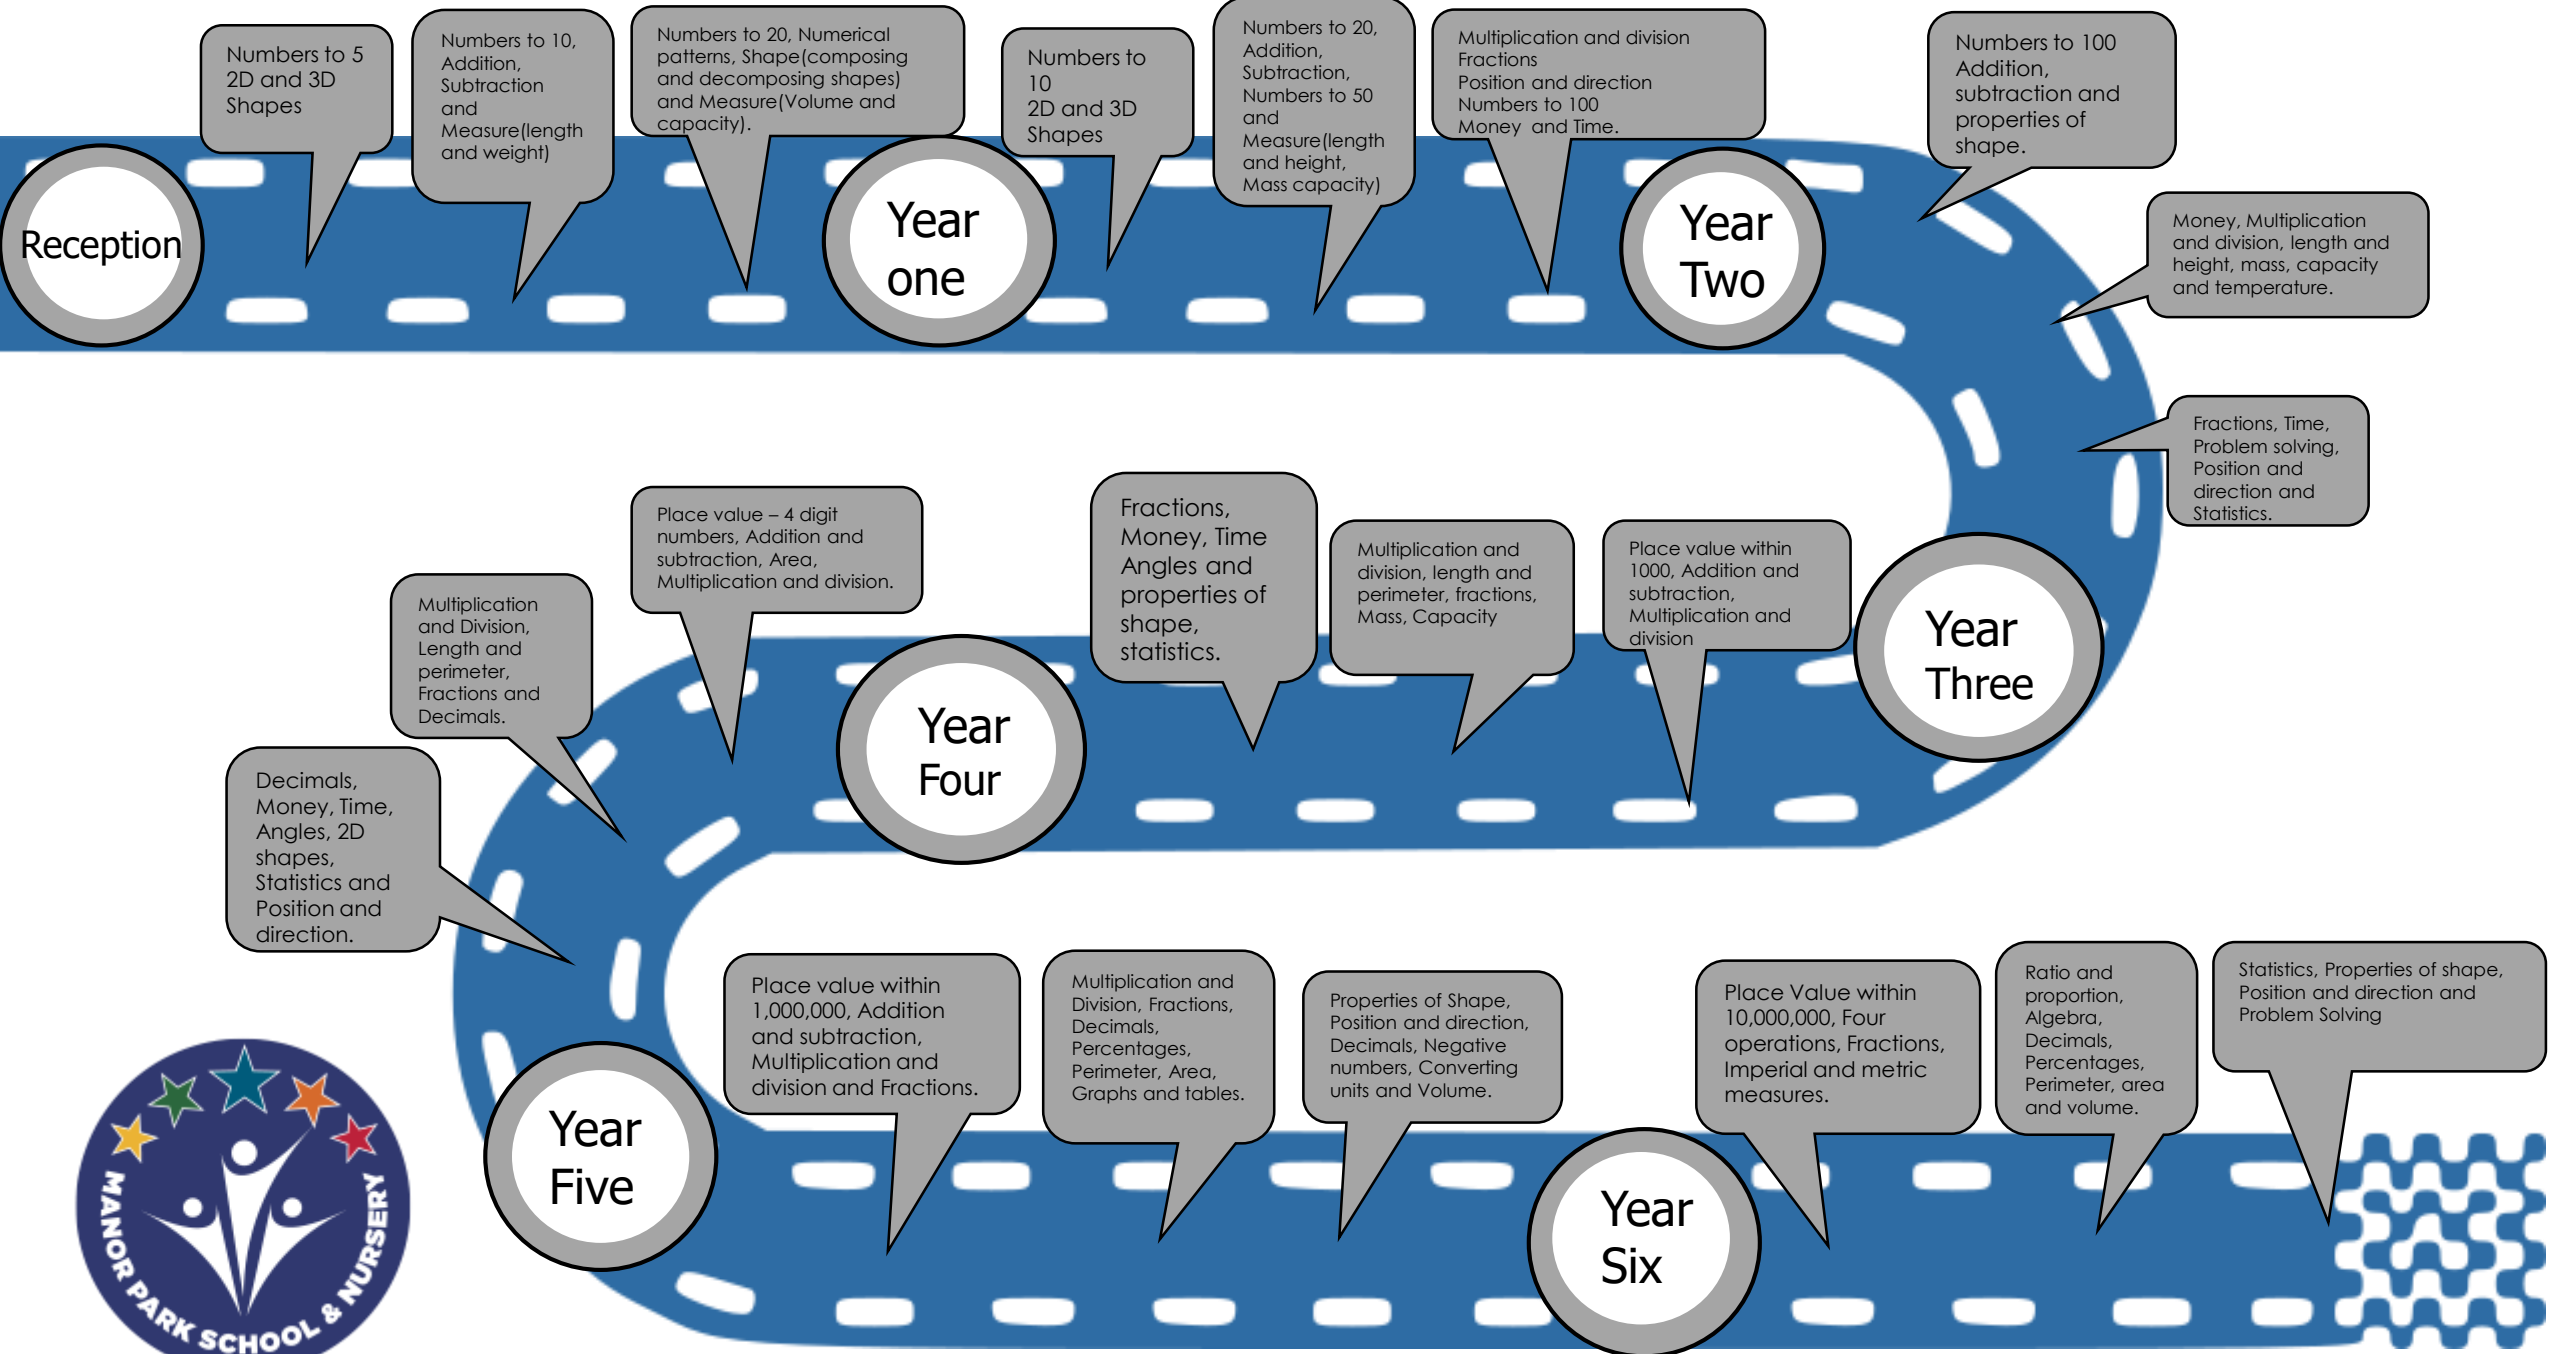 Reception
Numbers to 5
2D and 3D
Shapes
Numbers to 10,
Addition,
Subtraction
and
Measure(length
and weight)
Numbers to 20, Numerical
patterns, Shape(composing
and decomposing shapes)
and Measure(Volume and
capacity).
Year
one
Numbers to
10
2D and 3D
Shapes
Numbers to 20,
Addition,
Subtraction,
Numbers to 50
and
Measure(length
and height,
Mass capacity)
Multiplication and division
Fractions
Position and direction
Numbers to 100
Money  and Time.
Year
Two
Numbers to 100
Addition,
subtraction and
properties of
shape.
Money, Multiplication
and division, length and
height, mass, capacity
and temperature.
Fractions, Time,
Problem solving,
Position and
direction and
Statistics.
Year
Three
Place value within
1000, Addition and
subtraction,
Multiplication and
division
Multiplication and
division, length and
perimeter, fractions,
Mass, Capacity
Fractions,
Money, Time
Angles and
properties of
shape,
statistics.
Year
Four
Place value – 4 digit
numbers, Addition and
subtraction, Area,
Multiplication and division.
Multiplication
and Division,
Length and
perimeter,
Fractions and
Decimals.
Decimals,
Money, Time,
Angles, 2D
shapes,
Statistics and
Position and
direction.
Year
Five
Place value within
1,000,000, Addition
and subtraction,
Multiplication and
division and Fractions.
Multiplication and
Division, Fractions,
Decimals,
Percentages,
Perimeter, Area,
Graphs and tables.
Properties of Shape,
Position and direction,
Decimals, Negative
numbers, Converting
units and Volume.
Year
Six
Place Value within
10,000,000, Four
operations, Fractions,
Imperial and metric
measures.
Ratio and
proportion,
Algebra,
Decimals,
Percentages,
Perimeter, area
and volume.
Statistics, Properties of shape,
Position and direction and
Problem Solving
MANOR PARK SCHOOL & NURSERY